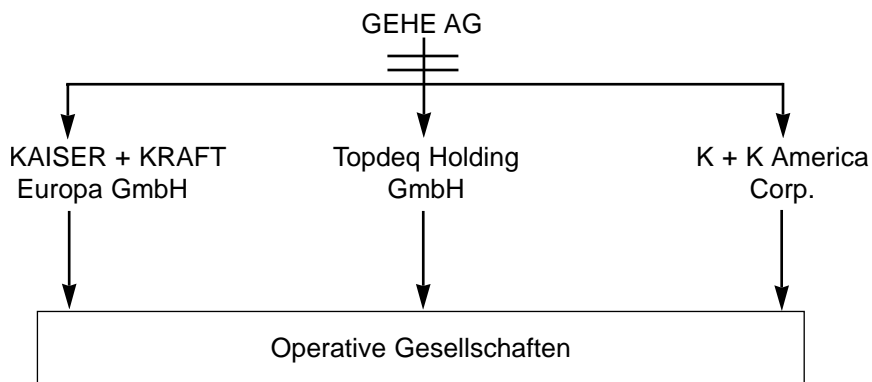 GEHE AG
KAISER + KRAFT
Europa GmbH
Topdeq Holding
GmbH
K + K America
Corp.
Operative Gesellschaften